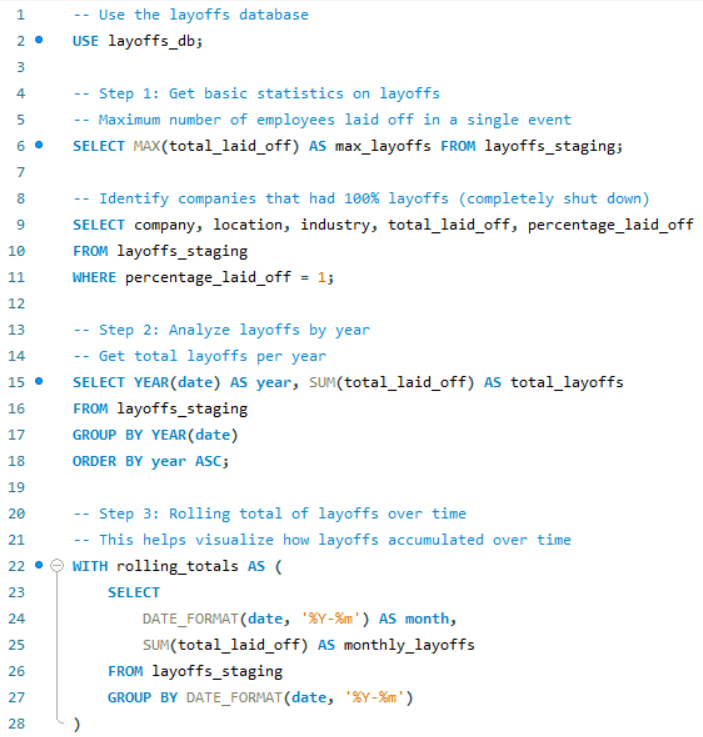 1 -- Use the layoffs database
2 USE layoffs_db;
3
4 -- Step 1: Get basic statistics on layoffs
5 -- Maximum number of employees laid off in a single event
6 SELECT MAX(total_laid_off) AS max_layoffs FROM layoffs_staging;
7
8 -- Identify companies that had 100% layoffs (completely shut down)
9 SELECT company, location, industry, total_laid_off, percentage_laid_off
10 FROM layoffs_staging
11 WHERE percentage_laid_off = 1;
12
13 -- Step 2: Analyze layoffs by year
14 -- Get total layoffs per year
15 SELECT YEAR(date) AS year, SUM(total_laid_off) AS total_layoffs
16 FROM layoffs_staging
17 GROUP BY YEAR(date)
18 ORDER BY year ASC;
19
20 -- Step 3: Rolling total of layoffs over time
21 -- This helps visualize how layoffs accumulated over time
22 WITH rolling_totals AS (
23 SELECT
24 DATE_FORMAT(date, '%Y-%m') AS month,
25 SUM(total_laid_off) AS monthly_layoffs
26 FROM layoffs_staging
27 GROUP BY DATE_FORMAT(date, '%Y-%m')
28 )